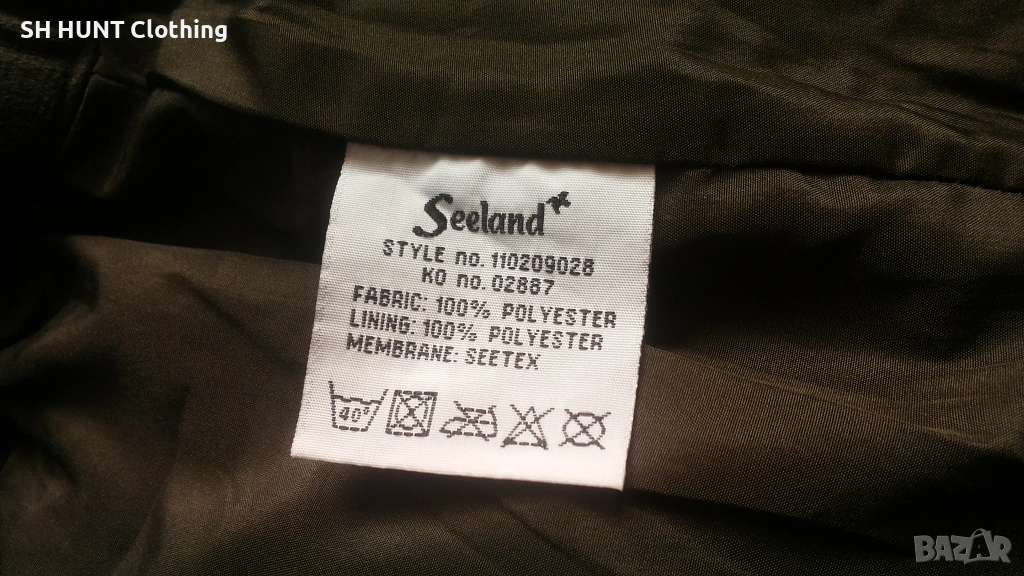 SH HUNT Clothing
Seeland
STYLE no. 110209028
KO no. 02887
FABRIC: 100% POLYESTER
LINING: 100% POLYESTER
MEMBRANE: SEETEX
40°
BAZAR